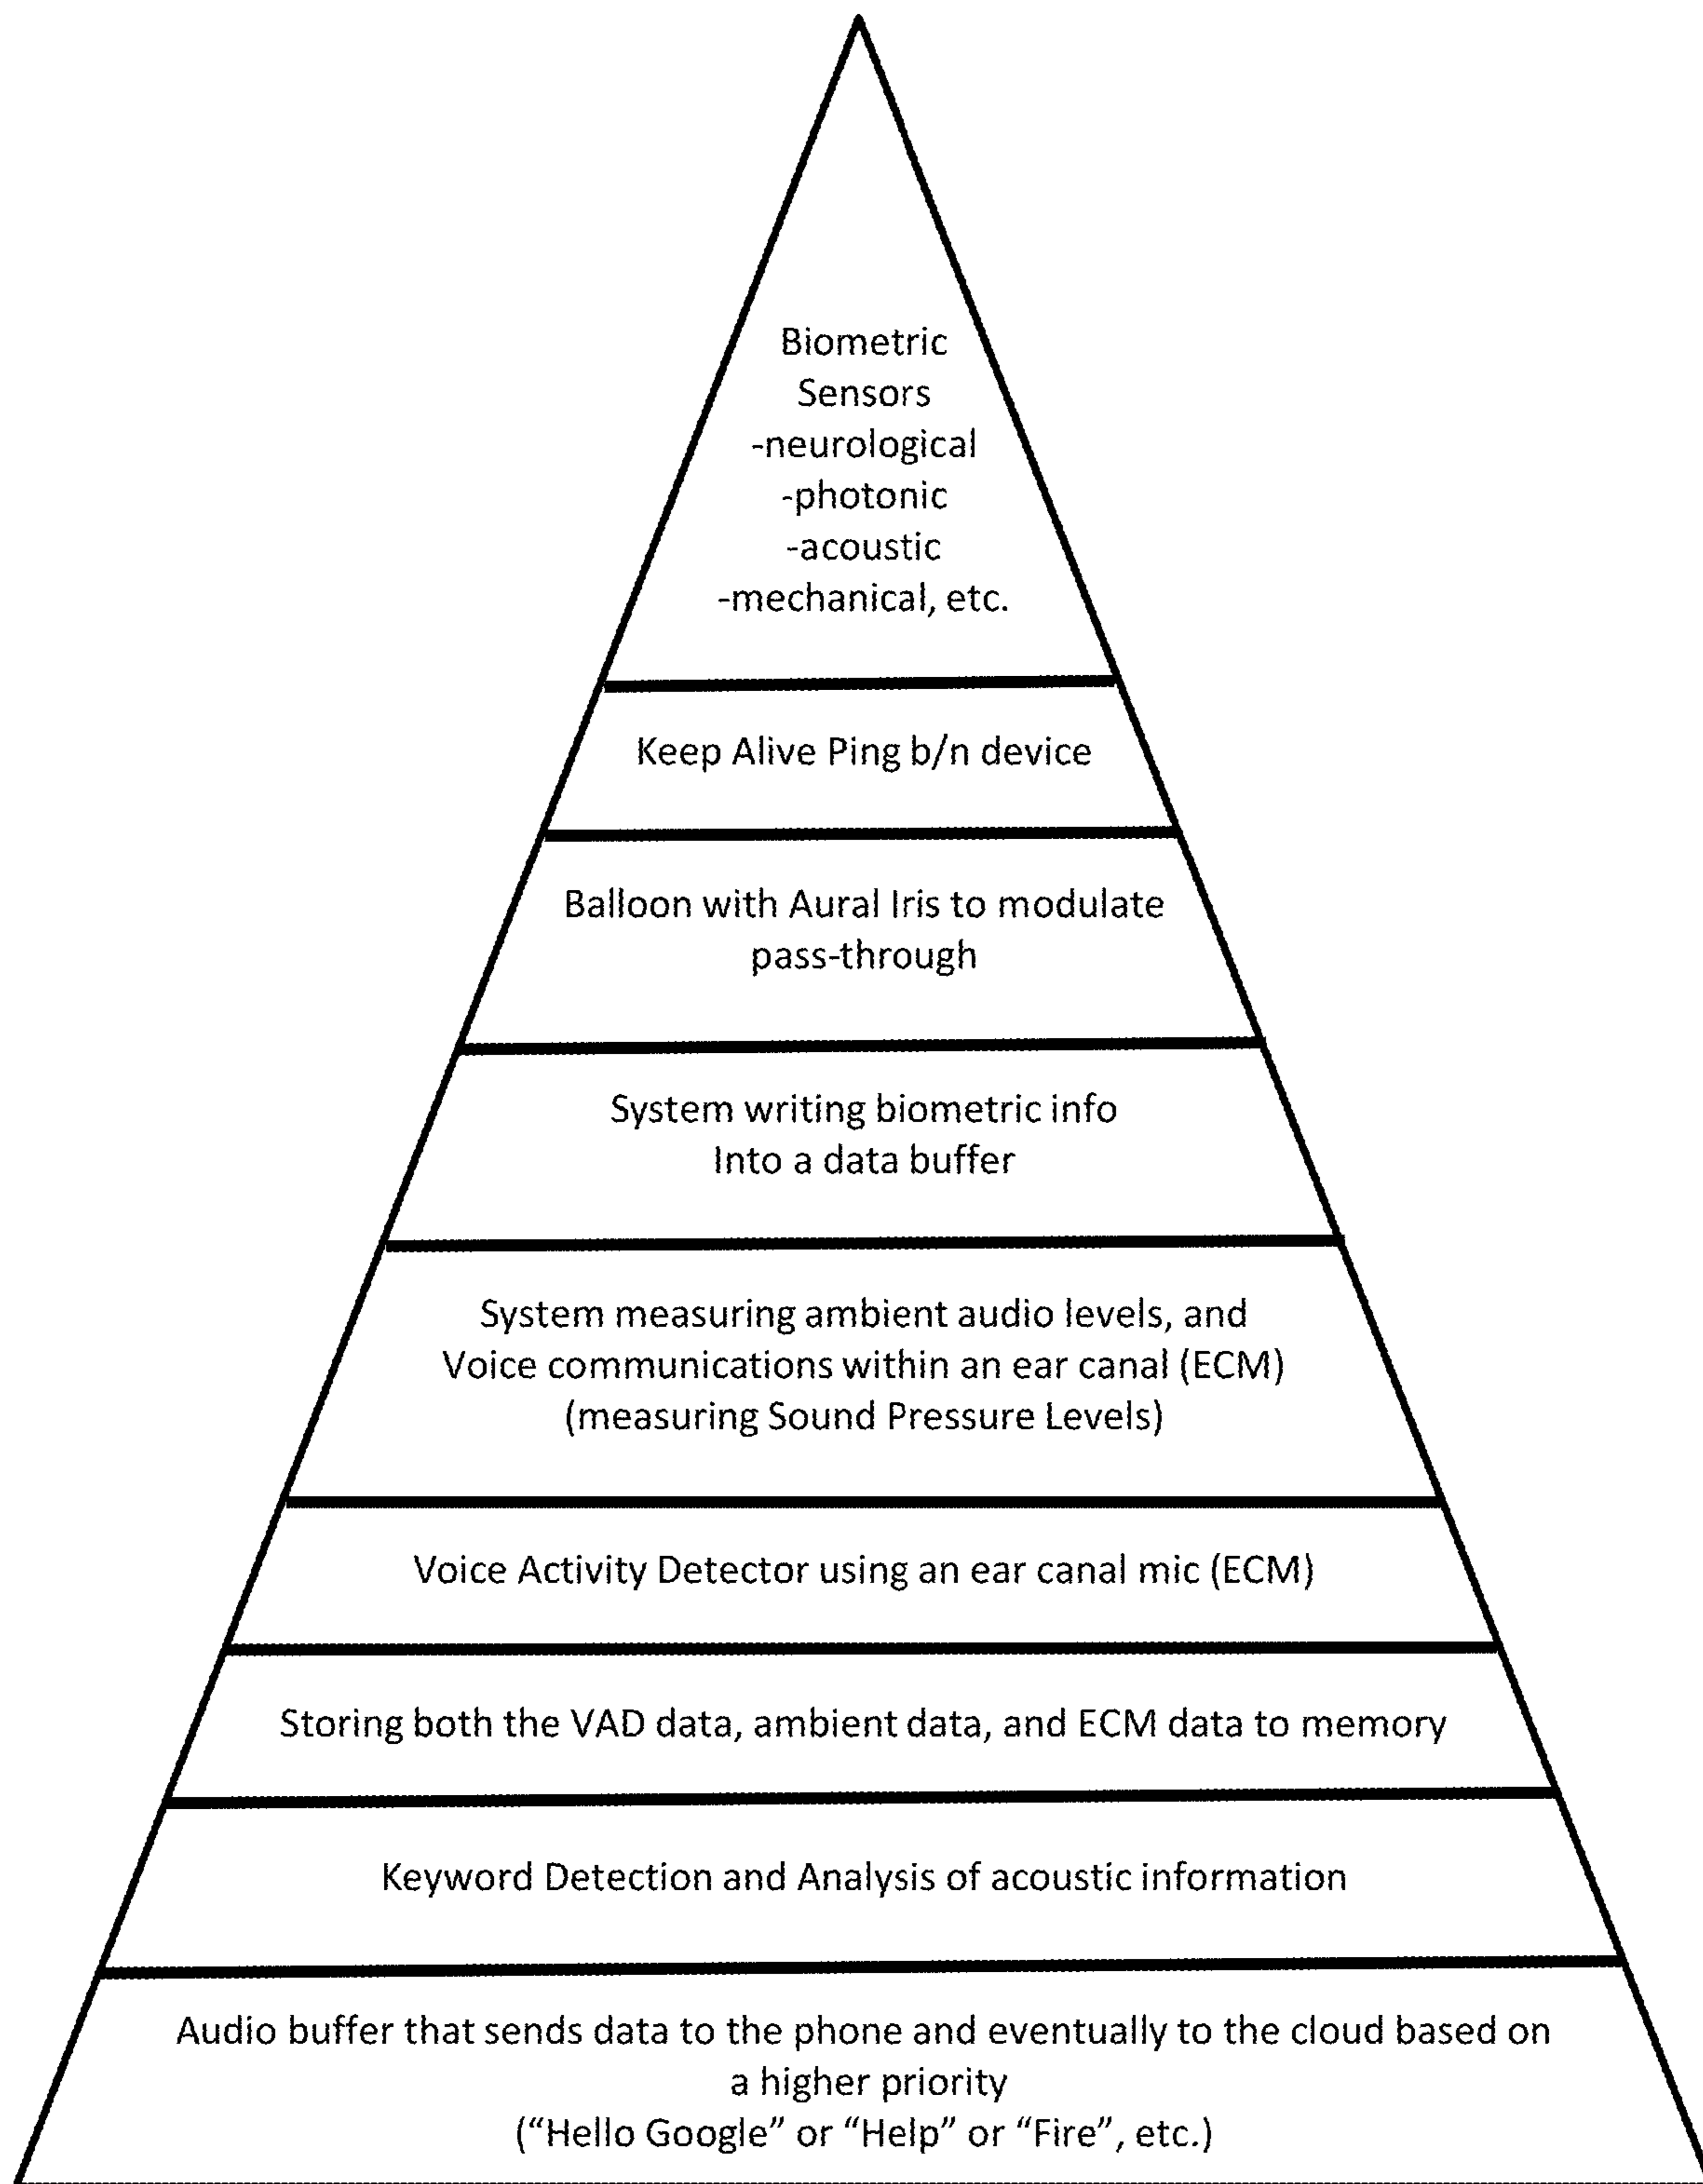 Biometric
Sensors
-neurological
-photonic
-acoustic
-mechanical, etc.
Keep Alive Ping b/n device
Balloon with Aural Iris to modulate
pass-through
System writing biometric info
Into a data buffer
System measuring ambient audio levels, and
Voice communications within an ear canal (ECM)
(measuring Sound Pressure Levels)
Voice Activity Detector using an ear canal mic (ECM)
Storing both the VAD data, ambient data, and ECM data to memory
Keyword Detection and Analysis of acoustic information
Audio buffer that sends data to the phone and eventually to the cloud based on
a higher priority
(“Hello Google” or “Help” or “Fire”, etc.)